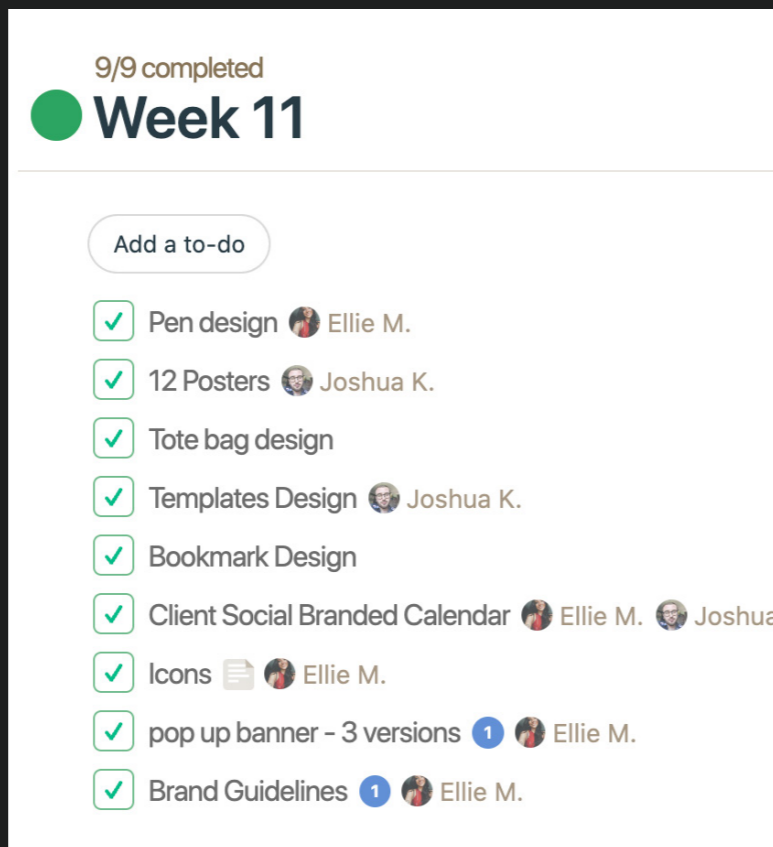 9/9 completed
Week 11
Add a to-do
Pen design Ellie M.
12 Posters Joshua K.
Tote bag design
Templates Design Joshua K.
Bookmark Design
Client Social Branded Calendar Ellie M. Joshua
Icons Ellie M.
pop up banner - 3 versions 1 Ellie M.
Brand Guidelines 1 Ellie M.